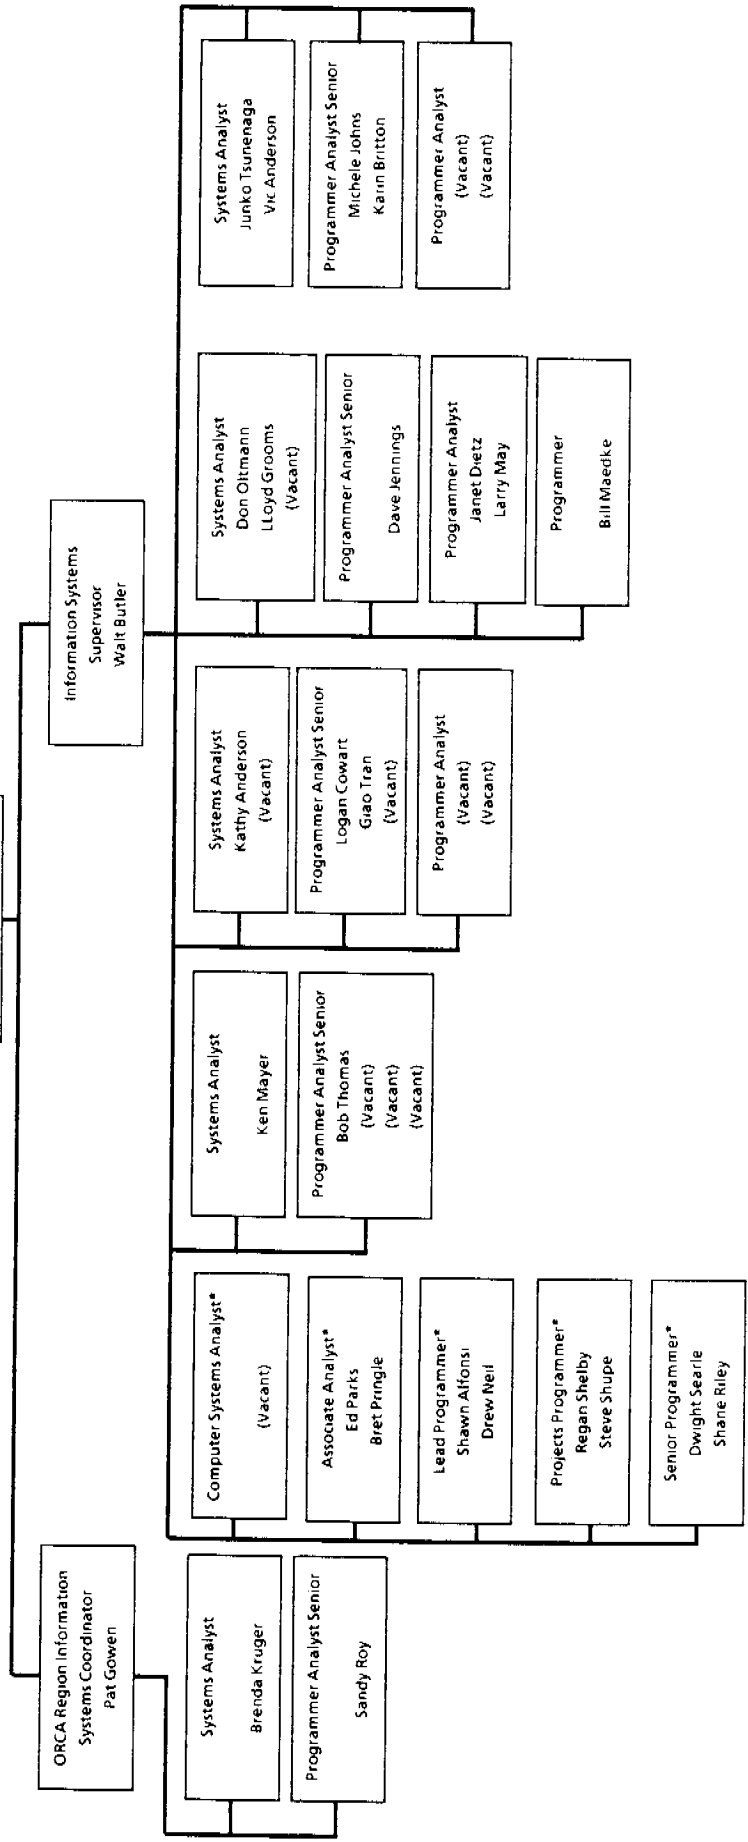 ORCA Region Information
Systems Coordinator
Pat Gowen
Information Systems
Supervisor
Walt Butler
Systems Analyst
Brenda Kruger
Programmer Analyst Senior
Sandy Roy
Computer Systems Analyst*
(Vacant)
Associate Analyst*
Ed Parks
Bret Pringle
Lead Programmer*
Shawn Alfonsi
Drew Neil
Projects Programmer*
Regan Shelby
Steve Shupe
Senior Programmer*
Dwight Searle
Shane Riley
Systems Analyst
Ken Mayer
Programmer Analyst Senior
Bob Thomas
(Vacant)
(Vacant)
(Vacant)
Systems Analyst
Kathy Anderson
(Vacant)
Programmer Analyst Senior
Logan Cowart
Giao Tran
(Vacant)
Programmer Analyst
(Vacant)
(Vacant)
Systems Analyst
Don Oltmann
LLoyd Grooms
(Vacant)
Programmer Analyst Senior
Dave Jennings
Programmer Analyst
Janet Dietz
Larry May
Programmer
Bill Maedke
Systems Analyst
Junko Tsunenaga
Vic Anderson
Programmer Analyst Senior
Michele Johns
Karin Britton
Programmer Analyst
(Vacant)
(Vacant)